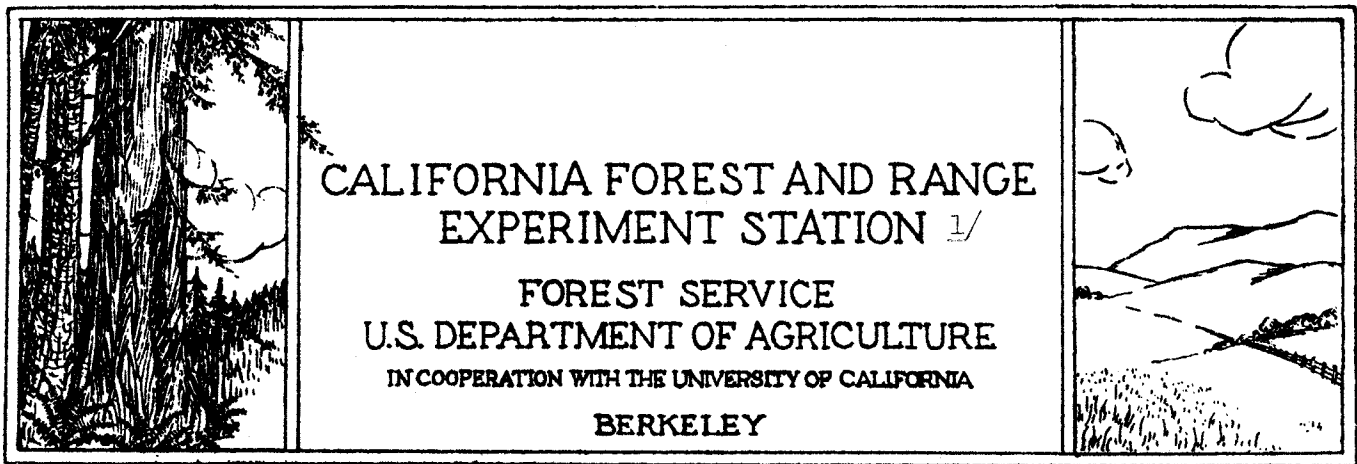 CALIFORNIA FOREST AND RANGE
EXPERIMENT STATION 1/
FOREST SERVICE
U.S. DEPARTMENT OF AGRICULTURE
IN COOPERATION WITH THE UNIVERSITY OF CALIFORNIA
BERKELEY